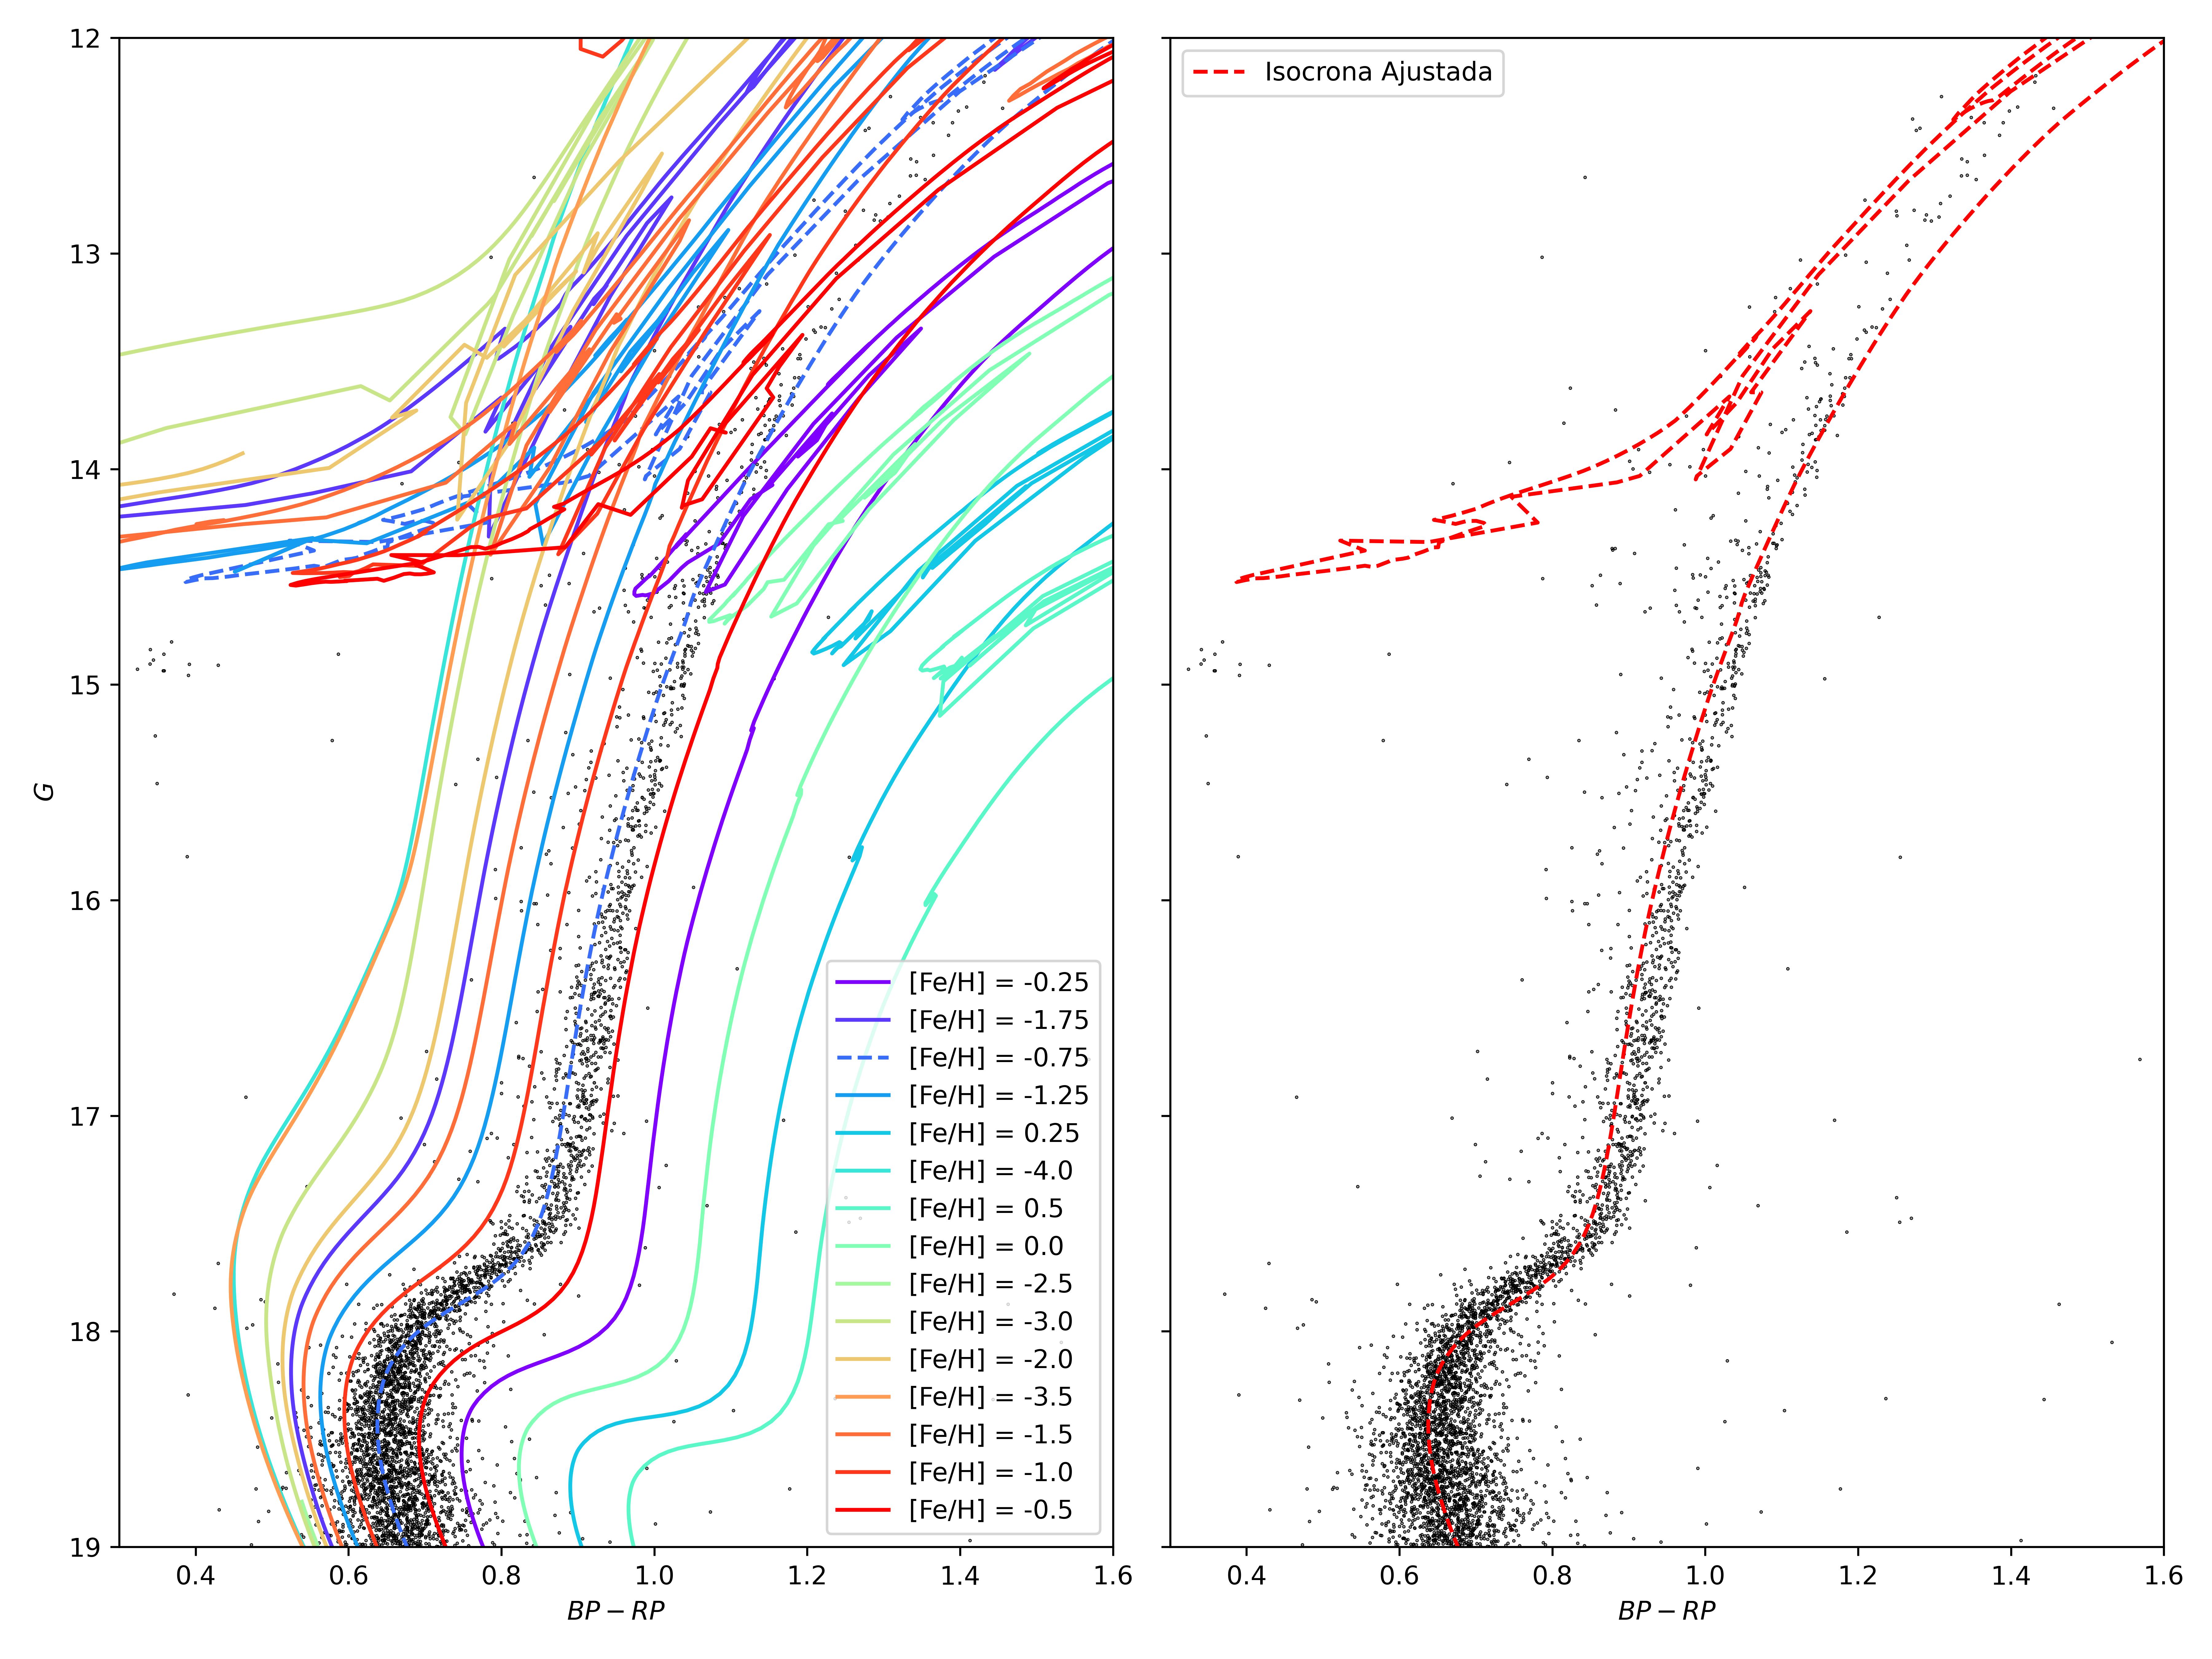 12
13
14
15
16
17
18
19
G
0.4
0.6
0.8
1.0
1.2
1.4
1.6
BP − RP
[Fe/H] = -0.25
[Fe/H] = -1.75
[Fe/H] = -0.75
[Fe/H] = -1.25
[Fe/H] = 0.25
[Fe/H] = -4.0
[Fe/H] = 0.5
[Fe/H] = 0.0
[Fe/H] = -2.5
[Fe/H] = -3.0
[Fe/H] = -2.0
[Fe/H] = -3.5
[Fe/H] = -1.5
[Fe/H] = -1.0
[Fe/H] = -0.5
Isocrona Ajustada
0.4
0.6
0.8
1.0
1.2
1.4
1.6
BP − RP